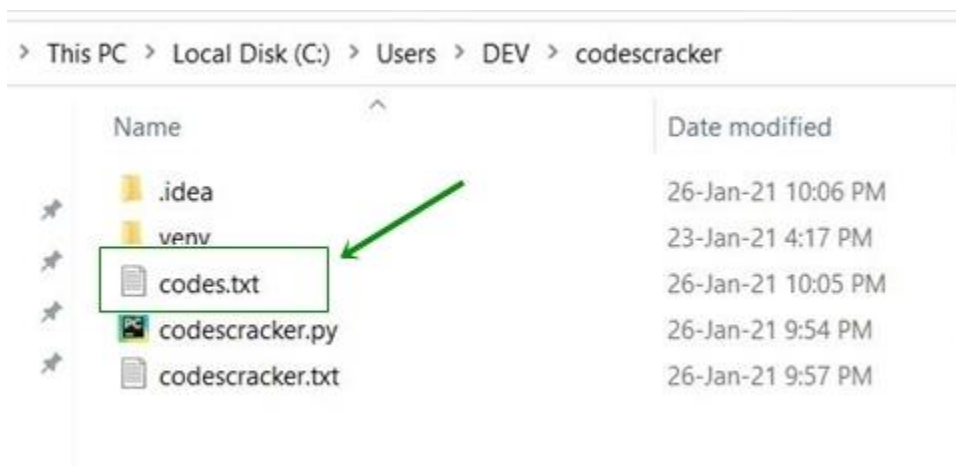 > This PC > Local Disk (C:) > Users > DEV > codescracker
Name Date modified
.idea 26-Jan-21 10:06 PM
venv 23-Jan-21 4:17 PM
codes.txt 26-Jan-21 10:05 PM
codescracker.py 26-Jan-21 9:54 PM
codescracker.txt 26-Jan-21 9:57 PM